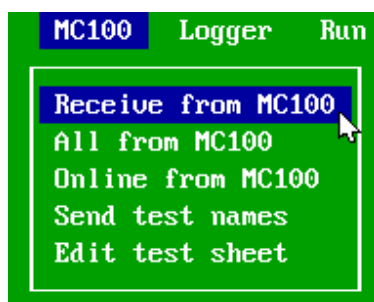 MC100 Logger Run
Receive from MC100
All from MC100
Online from MC100
Send test names
Edit test sheet